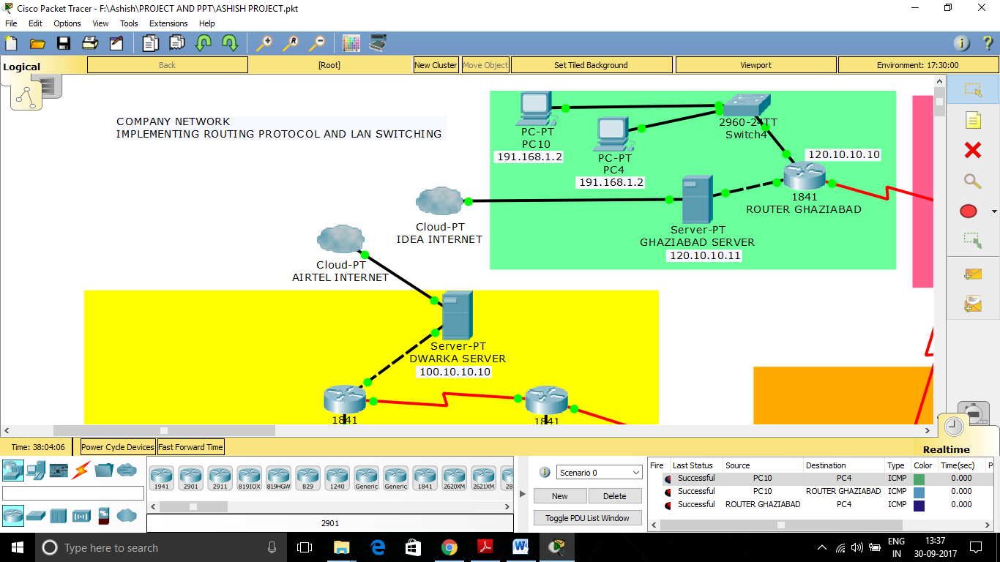 Cisco Packet Tracer - F:\Ashish\PROJECT AND PPT\ASHISH PROJECT.pkt
File Edit Options View Tools Extensions Help
Logical
Back
[Root]
New Cluster
Move Object
Set Tiled Background
Viewport
Environment: 17:30:00
COMPANY NETWORK
IMPLEMENTING ROUTING PROTOCOL AND LAN SWITCHING
PC-PT
PC10
191.168.1.2
PC-PT
PC4
191.168.1.2
2960-24TT
Switch4
120.10.10.10
1841
ROUTER GHAZIABAD
Cloud-PT
IDEA INTERNET
Server-PT
GHAZIABAD SERVER
120.10.10.11
Cloud-PT
AIRTEL INTERNET
Server-PT
DWARKA SERVER
100.10.10.10
1841
1841
Time: 38:04:06
Power Cycle Devices
Fast Forward Time
Realtime
1941
2901
2911
819IOX
819HGW
829
1240
Generic
Generic
1841
2620XM
2621XM
28
2901
Scenario 0
New
Delete
Toggle PDU List Window
Fire Last Status Source Destination Type Color Time(sec) P
Successful PC10 PC4 ICMP 0.000
Successful PC10 ROUTER GHAZIABAD ICMP 0.000
Successful ROUTER GHAZIABAD PC4 ICMP 0.000
Type here to search
ENG
IN
13:37
30-09-2017